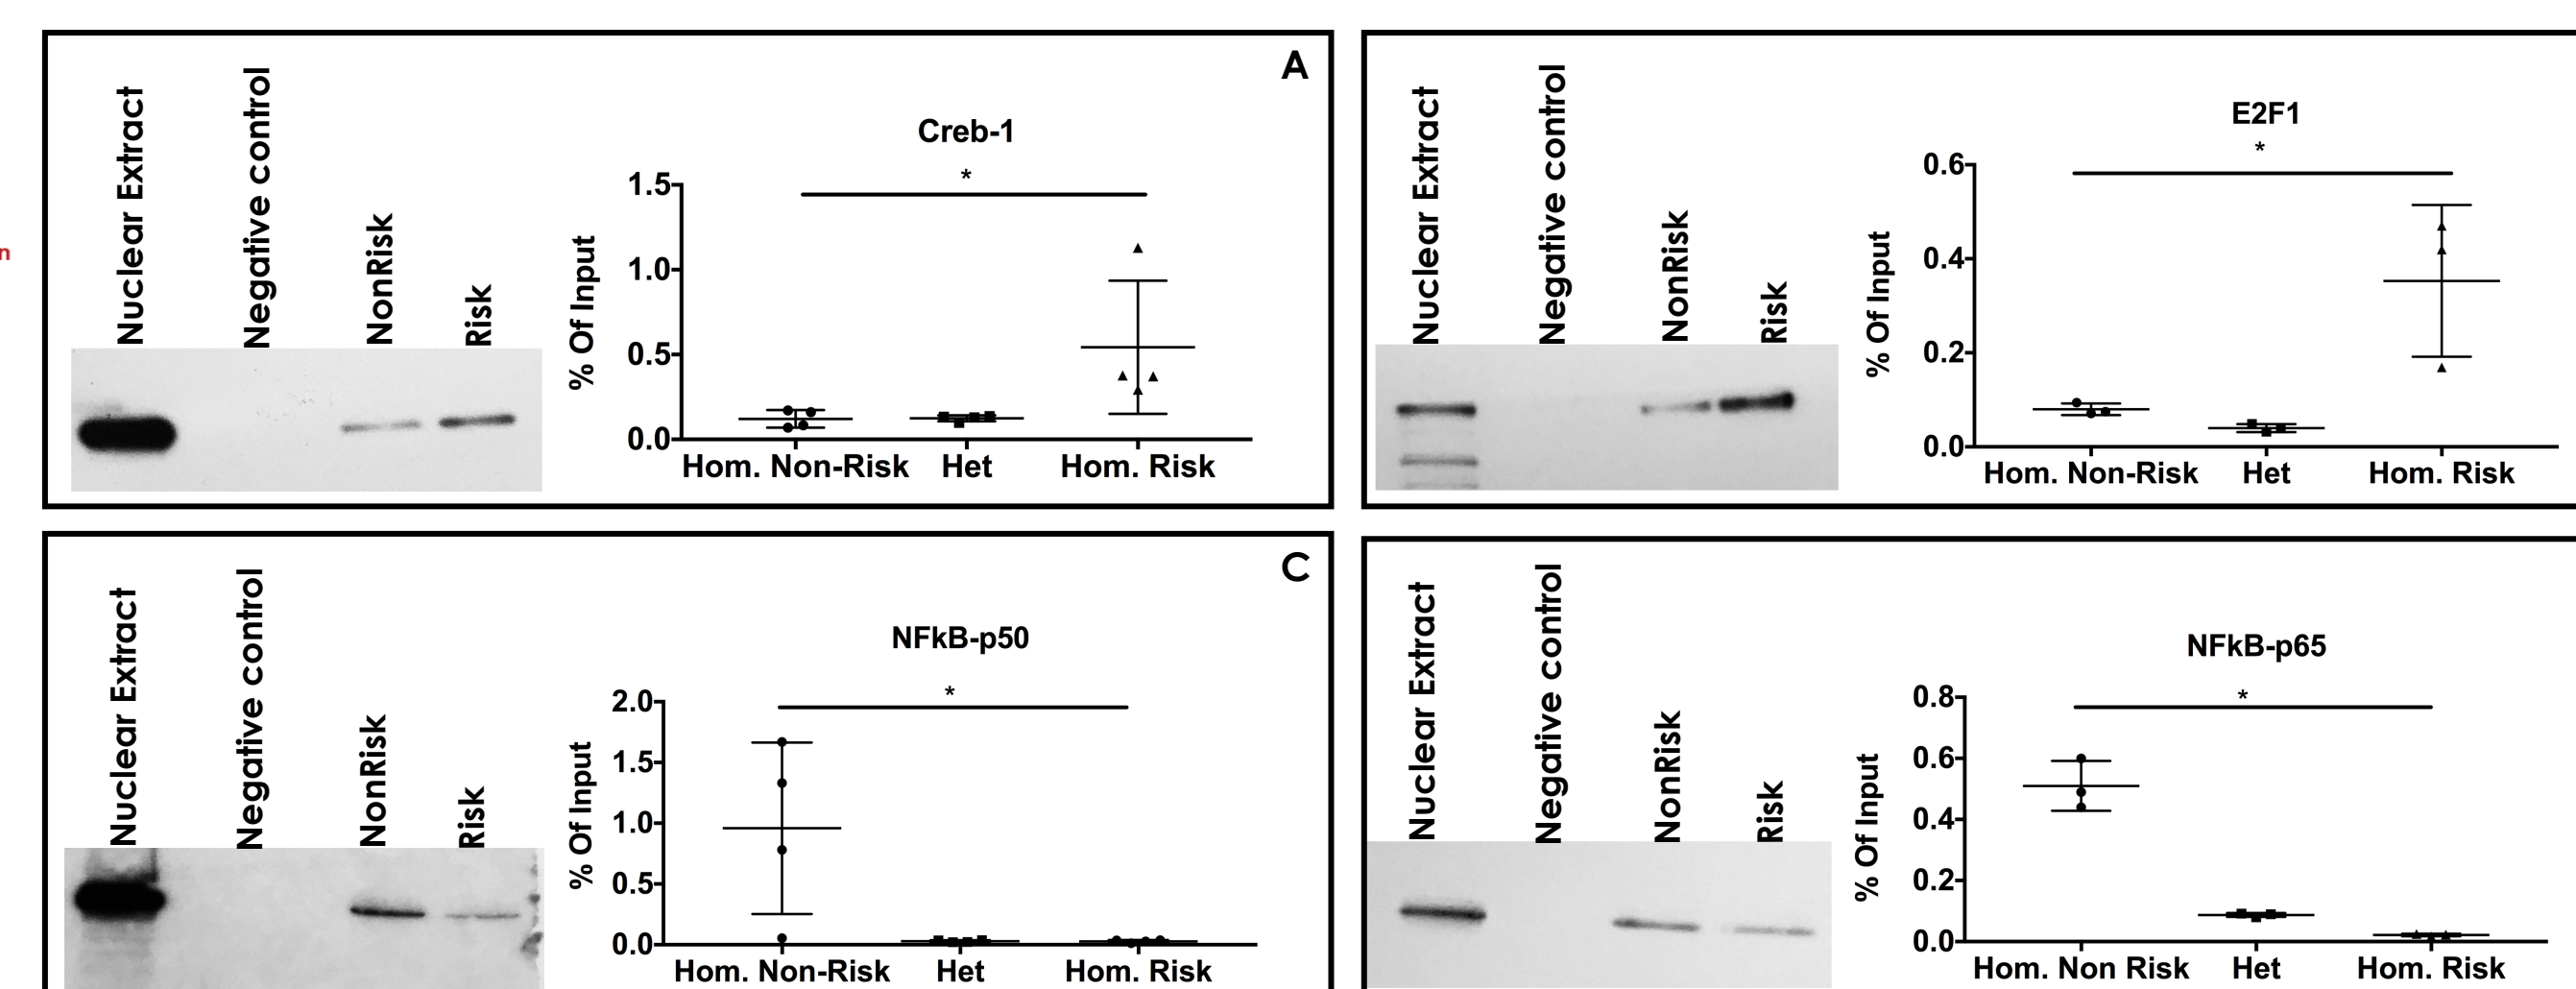 n
A
Nuclear Extract
Negative control
NonRisk
Risk
Creb-1
*
% Of Input
1.5
1.0
0.5
0.0
Hom. Non-Risk Het Hom. Risk
Nuclear Extract
Negative control
NonRisk
Risk
E2F1
*
% Of Input
0.6
0.4
0.2
0.0
Hom. Non-Risk Het Hom. Risk
C
Nuclear Extract
Negative control
NonRisk
Risk
NFkB-p50
*
% Of Input
2.0
1.5
1.0
0.5
0.0
Hom. Non-Risk Het Hom. Risk
Nuclear Extract
Negative control
NonRisk
Risk
NFkB-p65
*
% Of Input
0.8
0.6
0.4
0.2
0.0
Hom. Non Risk Het Hom. Risk